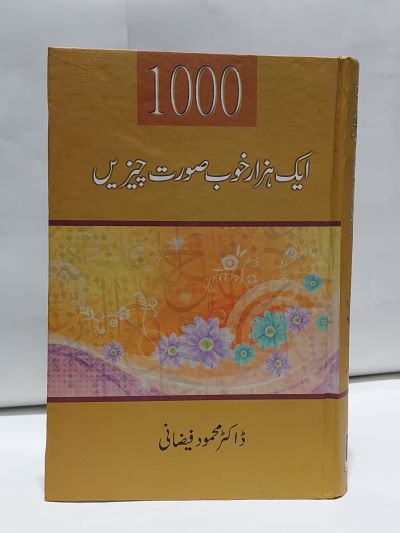 1000
ایک ہزار خوب صورت چیزیں
ڈاکٹر محمود فیضانی